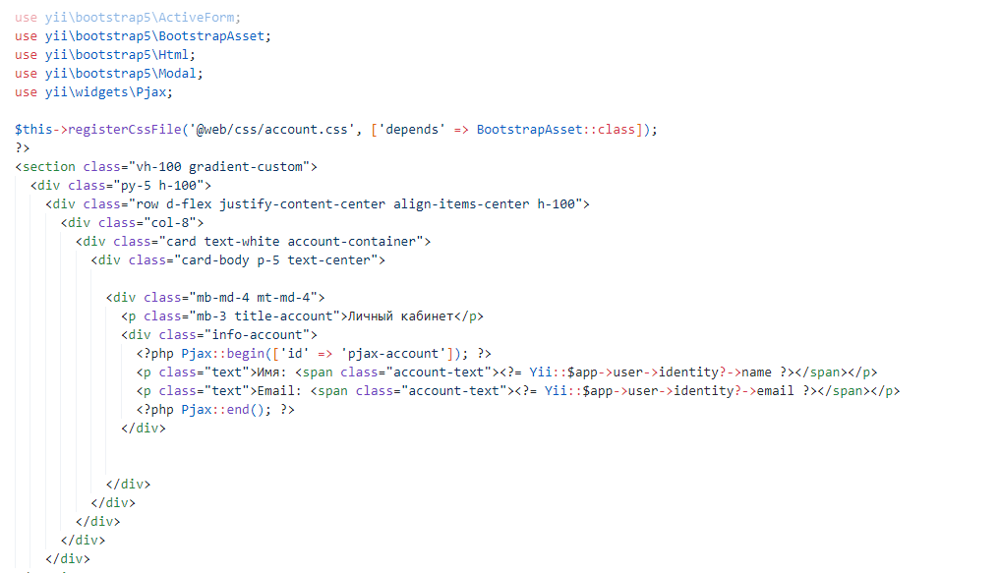 use yii\bootstrap5\ActiveForm;
use yii\bootstrap5\BootstrapAsset;
use yii\bootstrap5\Html;
use yii\bootstrap5\Modal;
use yii\widgets\Pjax;
$this->registerCssFile('@web/css/account.css', ['depends' => BootstrapAsset::class]);
?>
<section class="vh-100 gradient-custom">
<div class="py-5 h-100">
<div class="row d-flex justify-content-center align-items-center h-100">
<div class="col-8">
<div class="card text-white account-container">
<div class="card-body p-5 text-center">
<div class="mb-md-4 mt-md-4">
<p class="mb-3 title-account">Личный кабинет</p>
<div class="info-account">
<?php Pjax::begin(['id' => 'pjax-account']); ?>
<p class="text">Имя: <span class="account-text"><?= Yii::$app->user->identity?->name ?></span></p>
<p class="text">Email: <span class="account-text"><?= Yii::$app->user->identity?->email ?></span></p>
<?php Pjax::end(); ?>
</div>
</div>
</div>
</div>
</div>
</div>